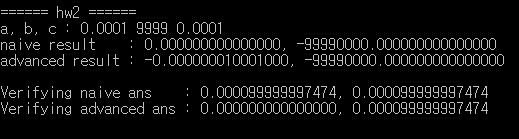 ====== hw2 ======
a, b, c : 0.0001 9999 0.0001
naive result    : 0.000000000000000, -99990000.000000000000000
advanced result : -0.000000010001000, -99990000.000000000000000
Verifying naive ans    : 0.000099999997474, 0.000099999997474
Verifying advanced ans : 0.000000000000000, 0.000099999997474